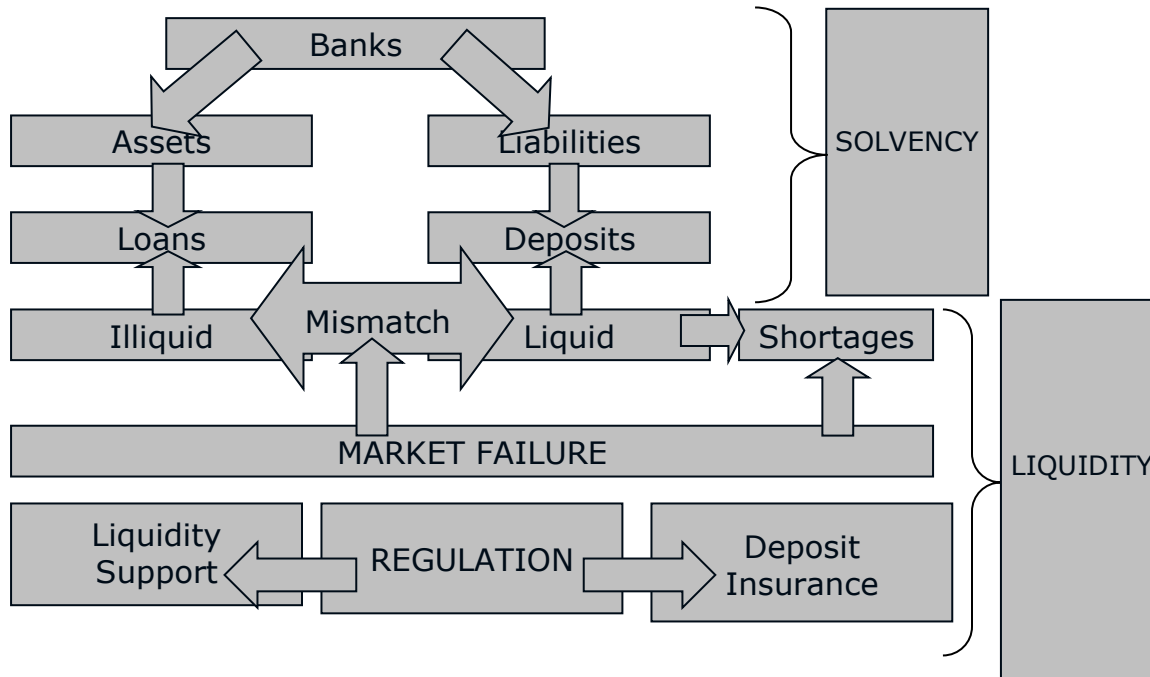 Banks
SOLVENCY
Assets
Liabilities
Loans
Deposits
Illiquid
Mismatch
Liquid
Shortages
MARKET FAILURE
LIQUIDITY
Liquidity
Support
REGULATION
Deposit
Insurance